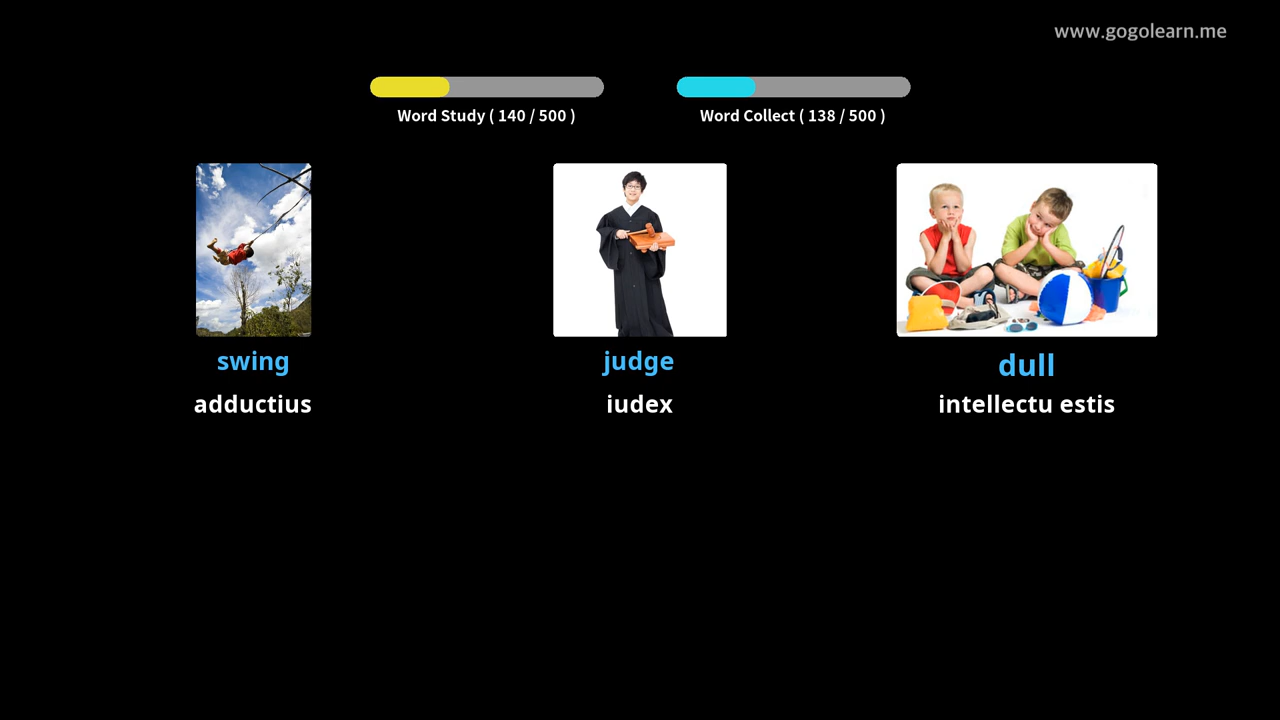 www.gogolearn.me
Word Study ( 140 / 500 )
Word Collect ( 138 / 500 )
swing
judge
dull
adductius
iudex
intellectu estis